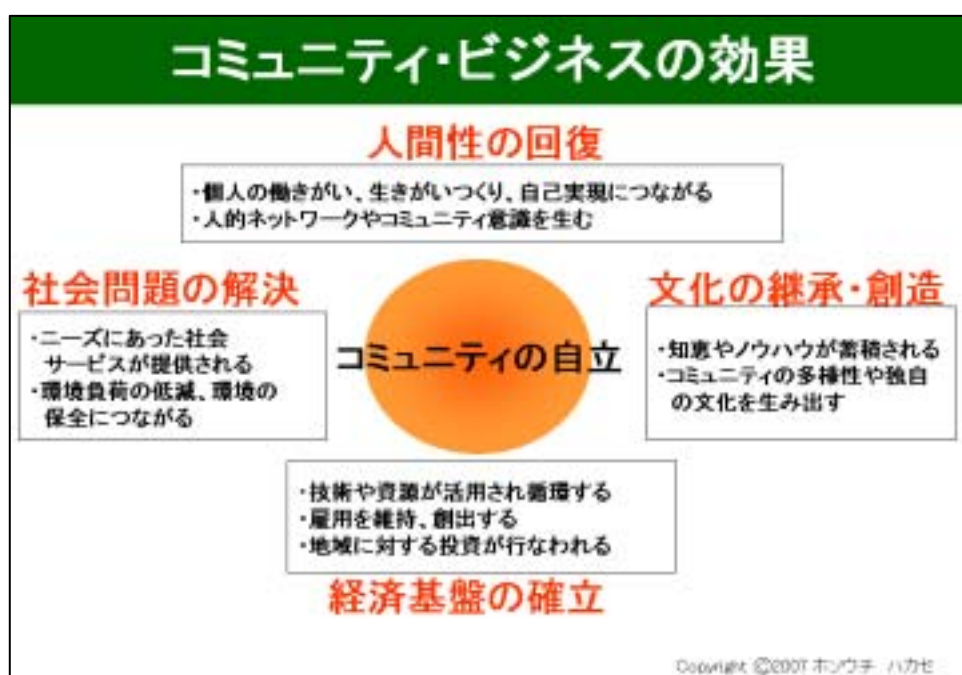 コミュニティ・ビジネスの効果
人間性の回復
・個人の働きがい、生きがいつくり、自己実現につながる
・人的ネットワークやコミュニティ意識を生む
社会問題の解決
・ニーズにあった社会
サービスが提供される
・環境負荷の低減、環境の
保全につながる
コミュニティの自立
文化の継承・創造
・知恵やノウハウが蓄積される
・コミュニティの多様性や独自
の文化を生み出す
・技術や資源が活用され循環する
・雇用を維持、創出する
・地域に対する投資が行なわれる
経済基盤の確立
Copyright ©2007 ホソウチ ハカセ